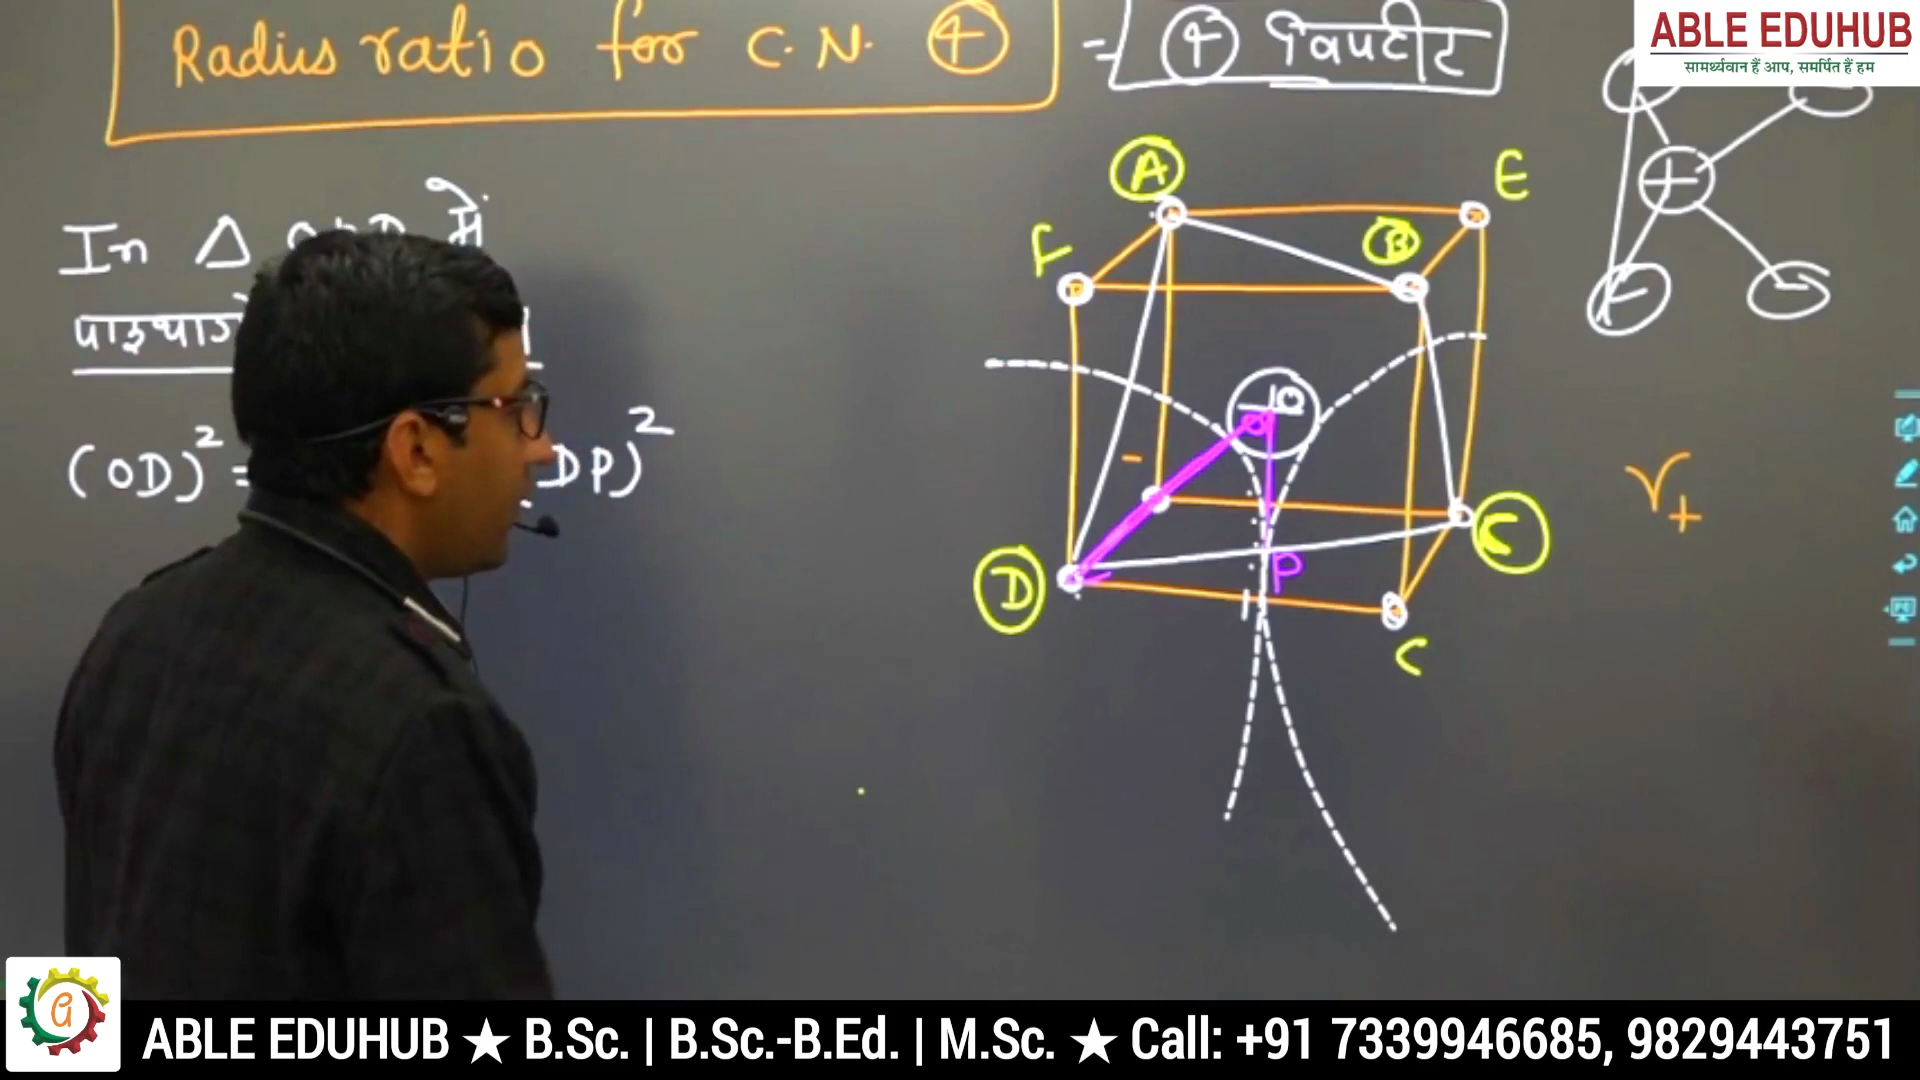 Radius ratio for C.N. 4 = 4 विपरीत
ABLE EDUHUB
सामर्थ्यवान हैं आप, समर्पित हैं हम
A
E
F
B
In Δ
में
+
(OD)² =
DP)²
O
r+
D
P
C
C
G
ABLE EDUHUB ★ B.Sc. | B.Sc.-B.Ed. | M.Sc. ★ Call: +91 7339946685, 9829443751